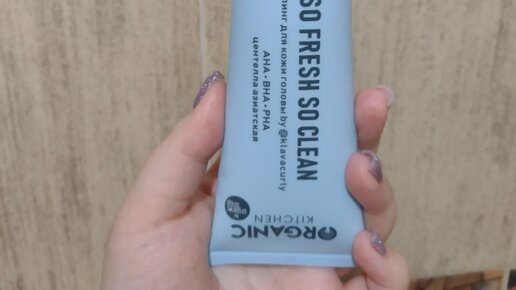 SO FRESH SO CLEAN
для кожи головы by @klavacurly
AHA • BHA • PHA
центелла азиатская
ORGANIC
KITCHEN